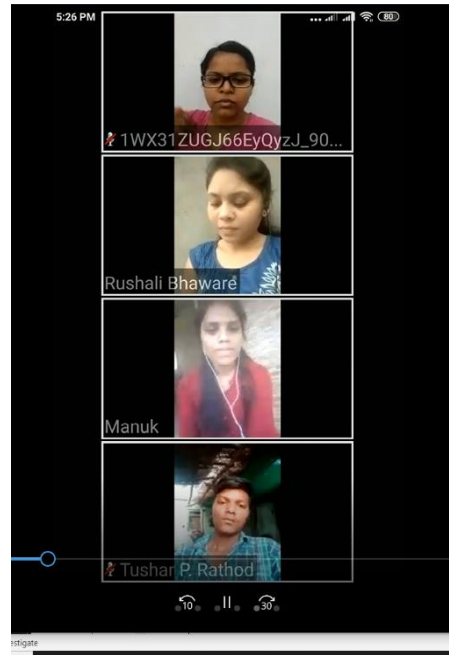 5:26 PM
80
1WX31ZUGJ66EyQyzJ_90...
Rushali Bhaware
Manuk
Tushar P. Rathod
10
30
estigate